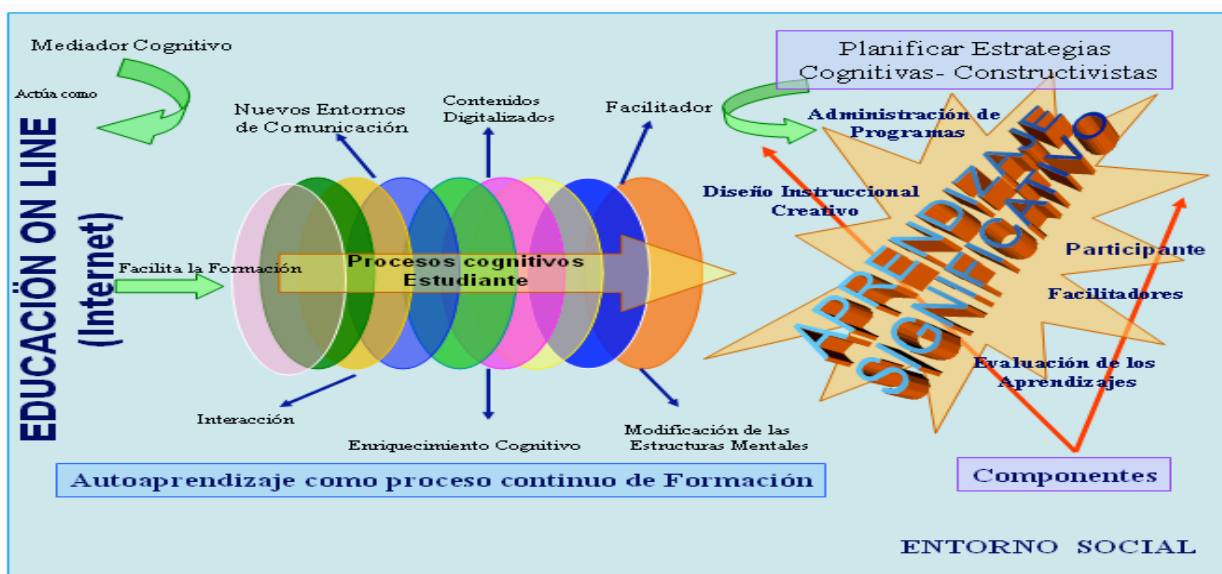 Mediador Cognitivo
Actúa como
EDUCACIÖN ON LINE
(Internet)
Facilita la Formación
Nuevos Entornos
de Comunicación
Contenidos
Digitalizados
Facilitador
Procesos cognitivos
Estudiante
Interacción
Enriquecimiento Cognitivo
Modificación de las
Estructuras Mentales
Autoaprendizaje como proceso continuo de Formación
Planificar Estrategias
Cognitivas- Constructivistas
Administración de
Programas
Diseño Instruccional
Creativo
APRENDIZAJE
SIGNIFICATIVO
Participante
Facilitadores
Evaluación de los
Aprendizajes
Componentes
ENTORNO SOCIAL